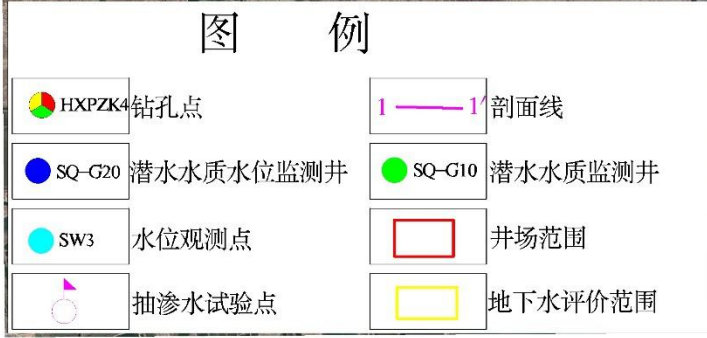 图 例
HXPZK4 钻孔点 1 1′ 剖面线
SQ-G20 潜水水质水位监测井 SQ-G10 潜水水质监测井
SW3 水位观测点 井场范围
抽渗水试验点 地下水评价范围